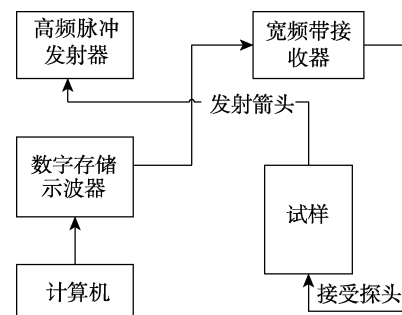 高频脉冲
发射器
宽频带接
收器
发射箭头
数字存储
示波器
试样
计算机
接受探头